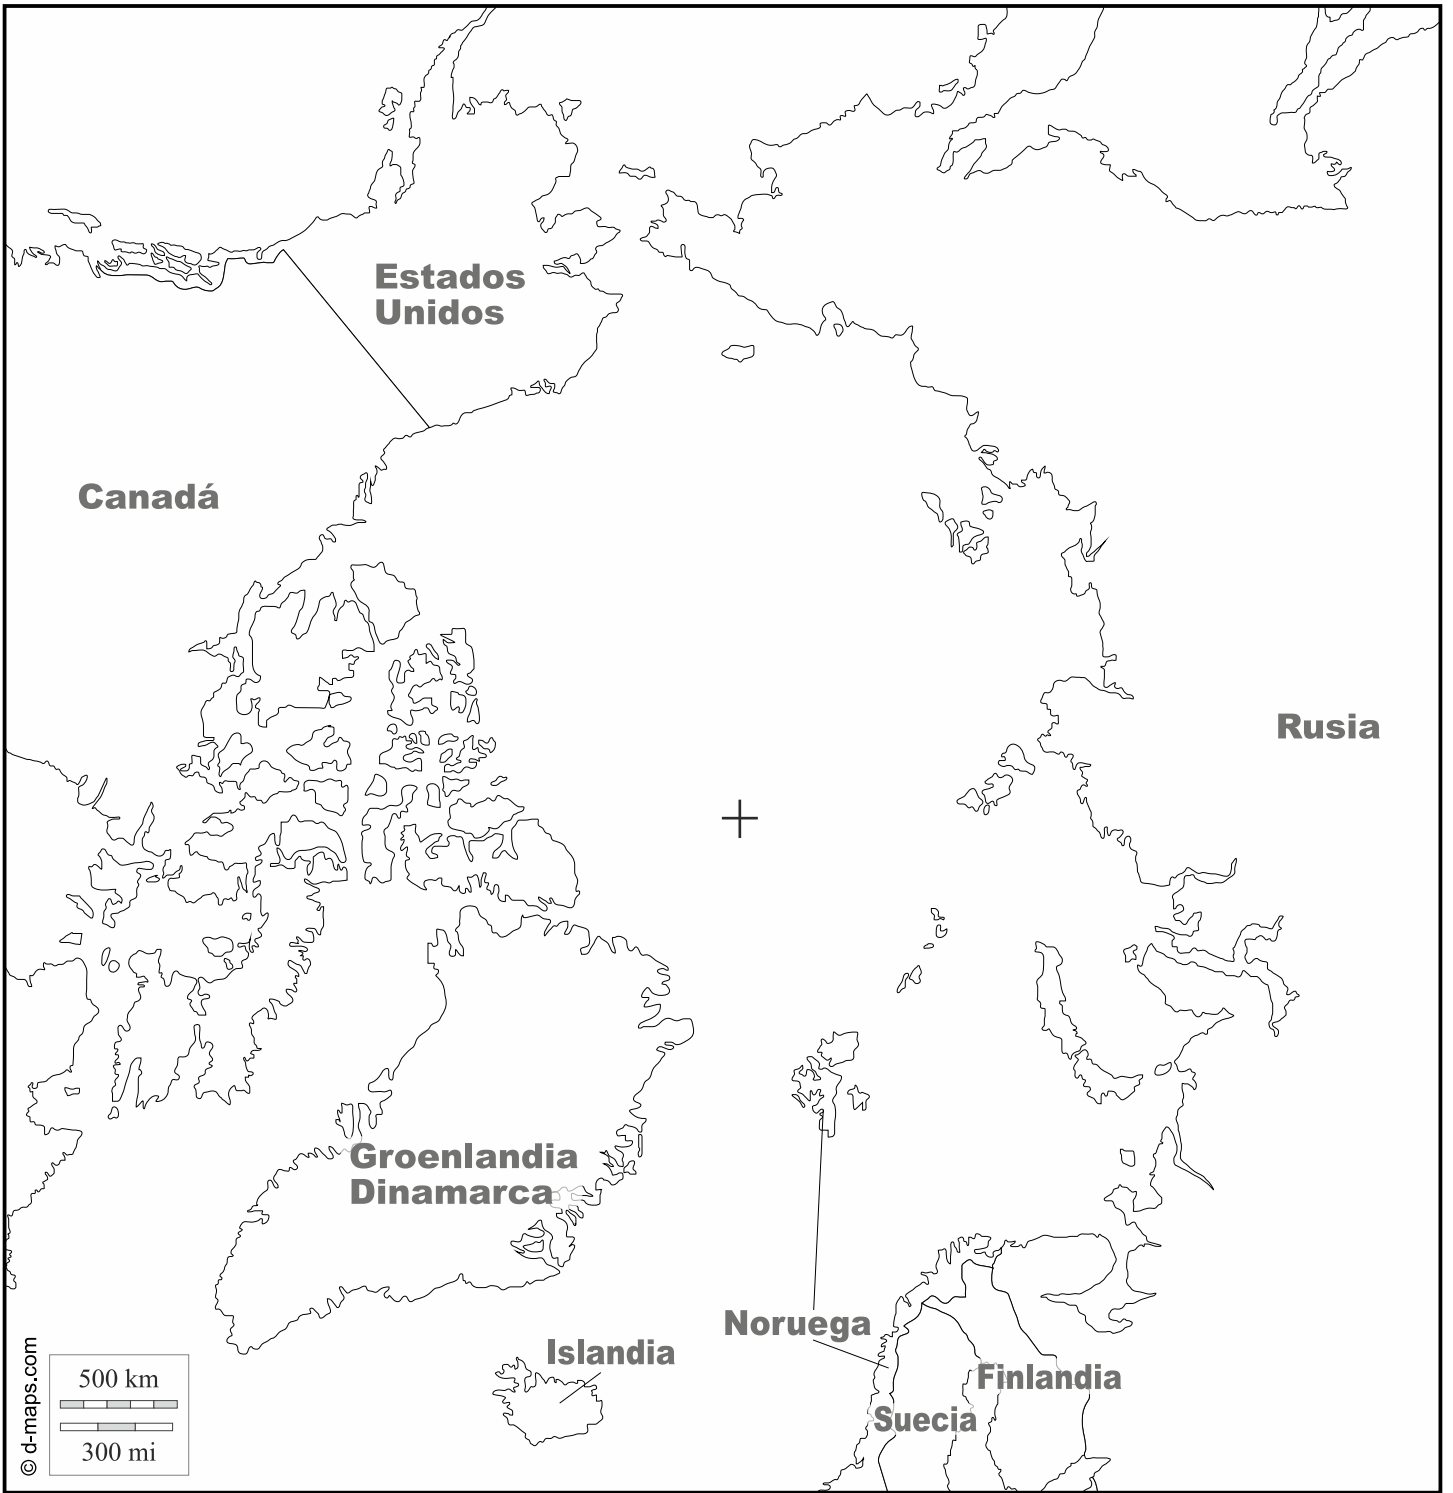 Estados
Unidos
Canadá
Rusia
Groenlandia
Dinamarca
Noruega
Islandia
Finlandia
Suecia
500 km
300 mi
© d-maps.com